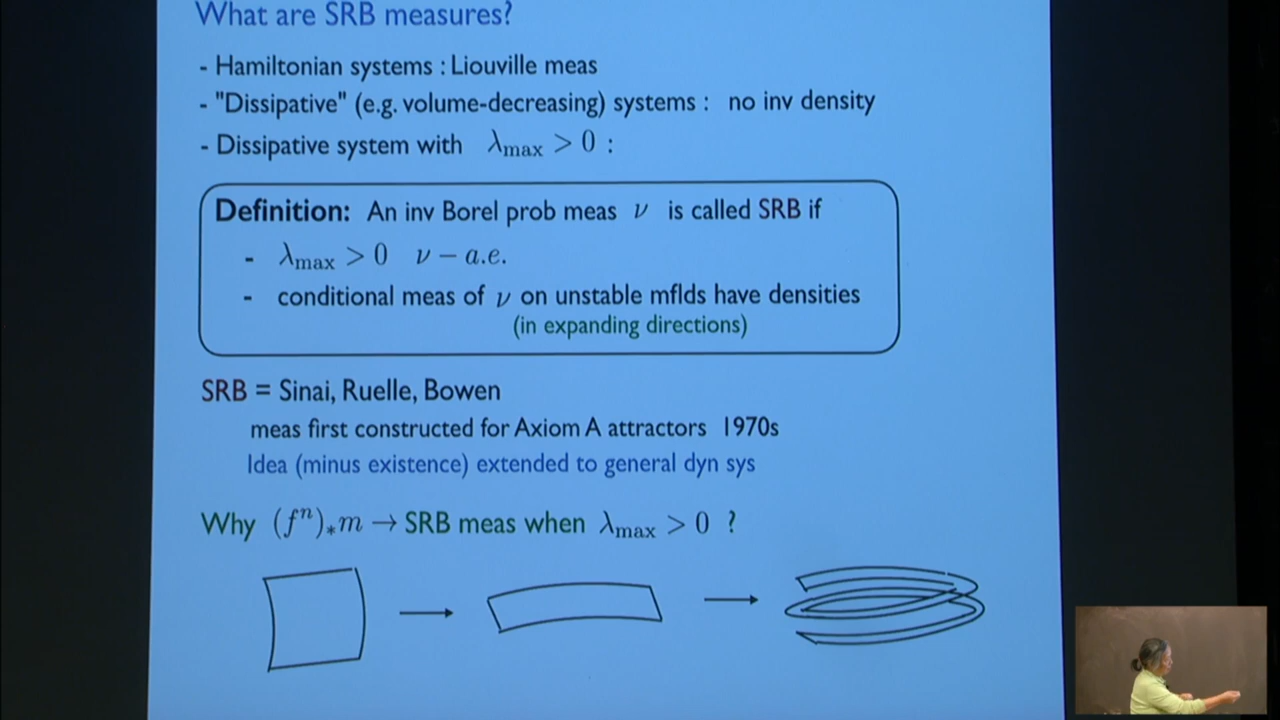 What are SRB measures?
- Hamiltonian systems : Liouville meas
- "Dissipative" (e.g. volume-decreasing) systems : no inv density
- Dissipative system with λ_max > 0 :
Definition: An inv Borel prob meas ν is called SRB if
- λ_max > 0 ν − a.e.
- conditional meas of ν on unstable mflds have densities
(in expanding directions)
SRB = Sinai, Ruelle, Bowen
meas first constructed for Axiom A attractors 1970s
Idea (minus existence) extended to general dyn sys
Why (f^n)_* m → SRB meas when λ_max > 0 ?